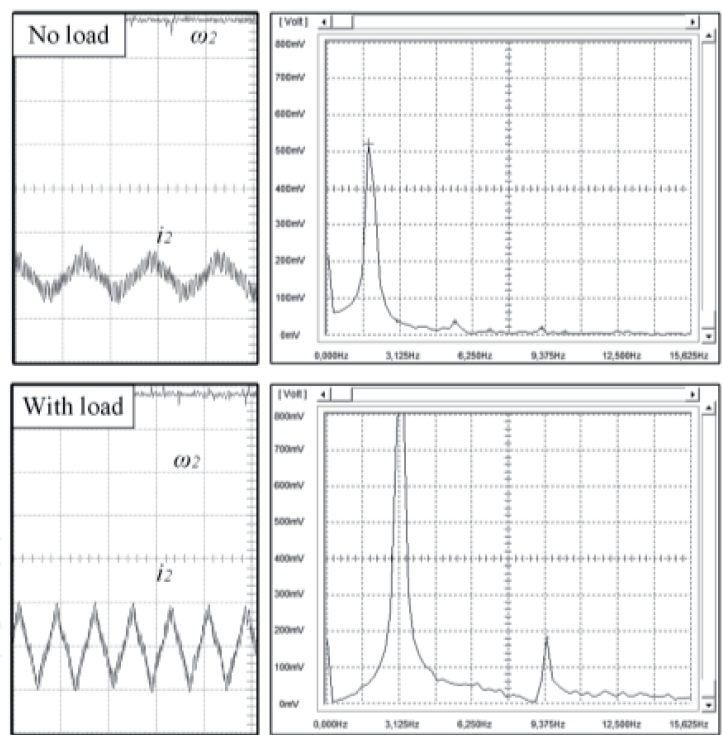 No load
ω2
i2
[Volt]
800mV
700mV
600mV
500mV
400mV
300mV
200mV
100mV
0mV
0,000Hz 3,125Hz 6,250Hz 9,375Hz 12,500Hz 15,625Hz
With load
ω2
i2
[Volt]
800mV
700mV
600mV
500mV
400mV
300mV
200mV
100mV
0mV
0,000Hz 3,125Hz 6,250Hz 9,375Hz 12,500Hz 15,625Hz